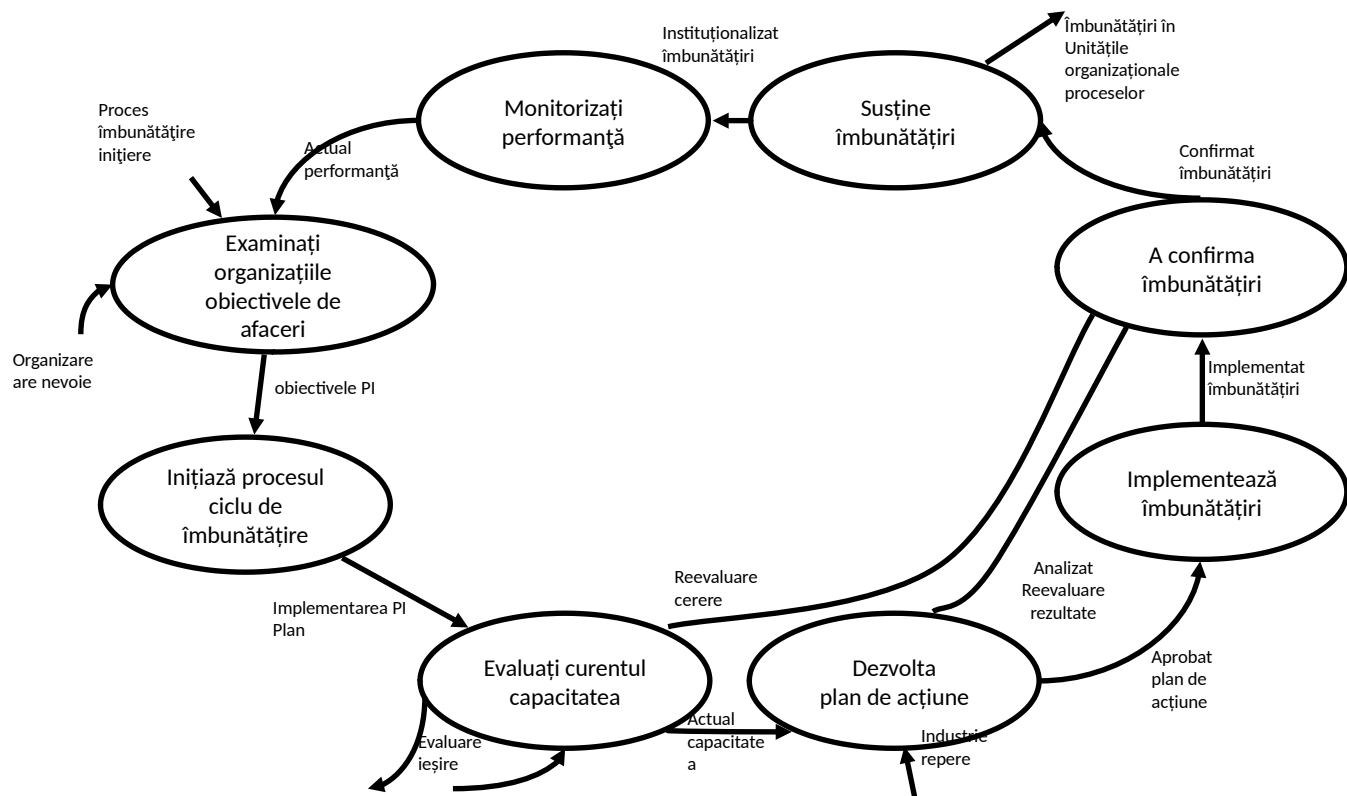 Instituționalizat
îmbunătățiri
Îmbunătățiri în
Unitățile
organizaționale
proceselor
Monitorizați
performanţă
Susține
îmbunătățiri
Proces
îmbunătăţire
iniţiere
Actual
performanţă
Confirmat
îmbunătățiri
Examinați
organizațiile
obiectivele de
afaceri
A confirma
îmbunătățiri
Organizare
are nevoie
obiectivele PI
Implementat
îmbunătățiri
Inițiază procesul
ciclu de
îmbunătățire
Implementează
îmbunătățiri
Reevaluare
cerere
Analizat
Reevaluare
rezultate
Implementarea PI
Plan
Evaluați curentul
capacitatea
Dezvolta
plan de acțiune
Aprobat
plan de
acțiune
Actual
capacitate
a
Evaluare
ieșire
Industrie
repere